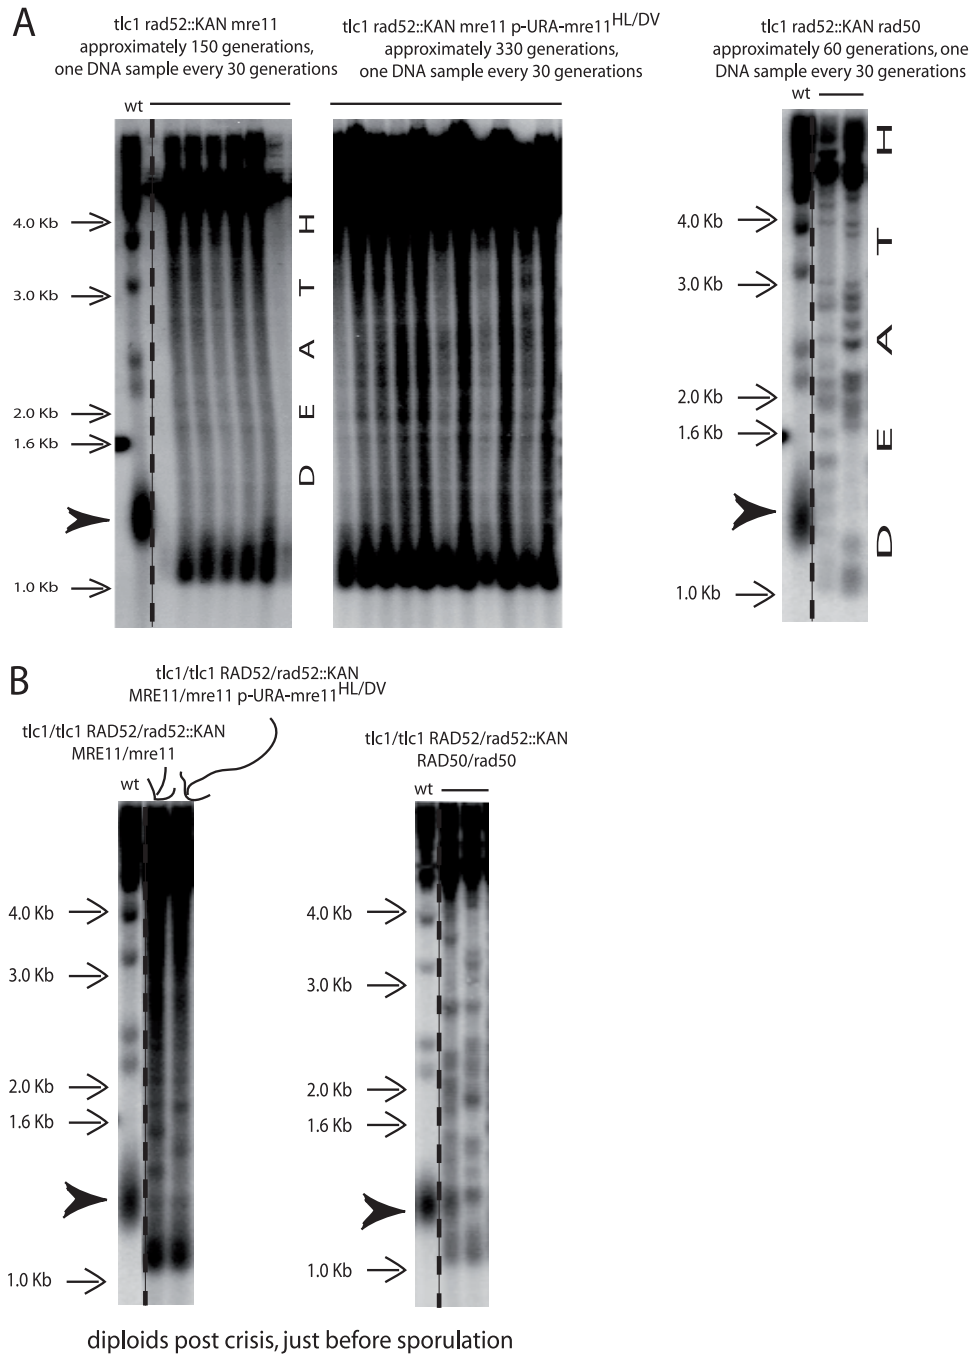 A
tlc1 rad52::KAN mre11
approximately 150 generations,
one DNA sample every 30 generations
tlc1 rad52::KAN mre11 p-URA-mre11HL/DV
approximately 330 generations,
one DNA sample every 30 generations
tlc1 rad52::KAN rad50
approximately 60 generations, one
DNA sample every 30 generations
wt
wt
4.0 Kb
3.0 Kb
2.0 Kb
1.6 Kb
1.0 Kb
DEATH
4.0 Kb
3.0 Kb
2.0 Kb
1.6 Kb
1.0 Kb
DEATH
B
tlc1/tlc1 RAD52/rad52::KAN
MRE11/mre11 p-URA-mre11HL/DV
tlc1/tlc1 RAD52/rad52::KAN
MRE11/mre11
wt
4.0 Kb
3.0 Kb
2.0 Kb
1.6 Kb
1.0 Kb
tlc1/tlc1 RAD52/rad52::KAN
RAD50/rad50
wt
4.0 Kb
3.0 Kb
2.0 Kb
1.6 Kb
1.0 Kb
diploids post crisis, just before sporulation